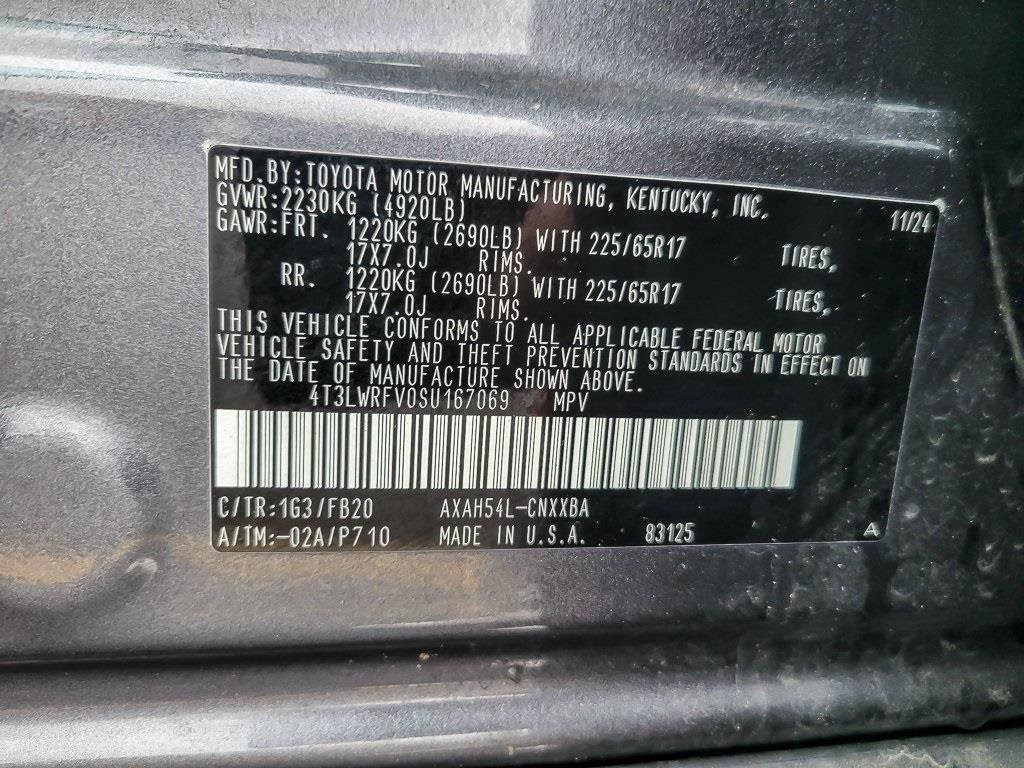 MFD.BY:TOYOTA MOTOR MANUFACTURING, KENTUCKY, INC.
GVWR:2230KG (4920LB) 11/24
GAWR:FRT. 1220KG (2690LB) WITH 225/65R17 TIRES,
17X7.0J RIMS.
RR. 1220KG (2690LB) WITH 225/65R17 TIRES,
17X7.0J RIMS.
THIS VEHICLE CONFORMS TO ALL APPLICABLE FEDERAL MOTOR
VEHICLE SAFETY AND THEFT PREVENTION STANDARDS IN EFFECT ON
THE DATE OF MANUFACTURE SHOWN ABOVE.
4T3LWRFV0SU167069 MPV
C/TR:1G3/FB20 AXAH54L-CNXXBA
A/TM:-02A/P710 MADE IN U.S.A. 83125 A